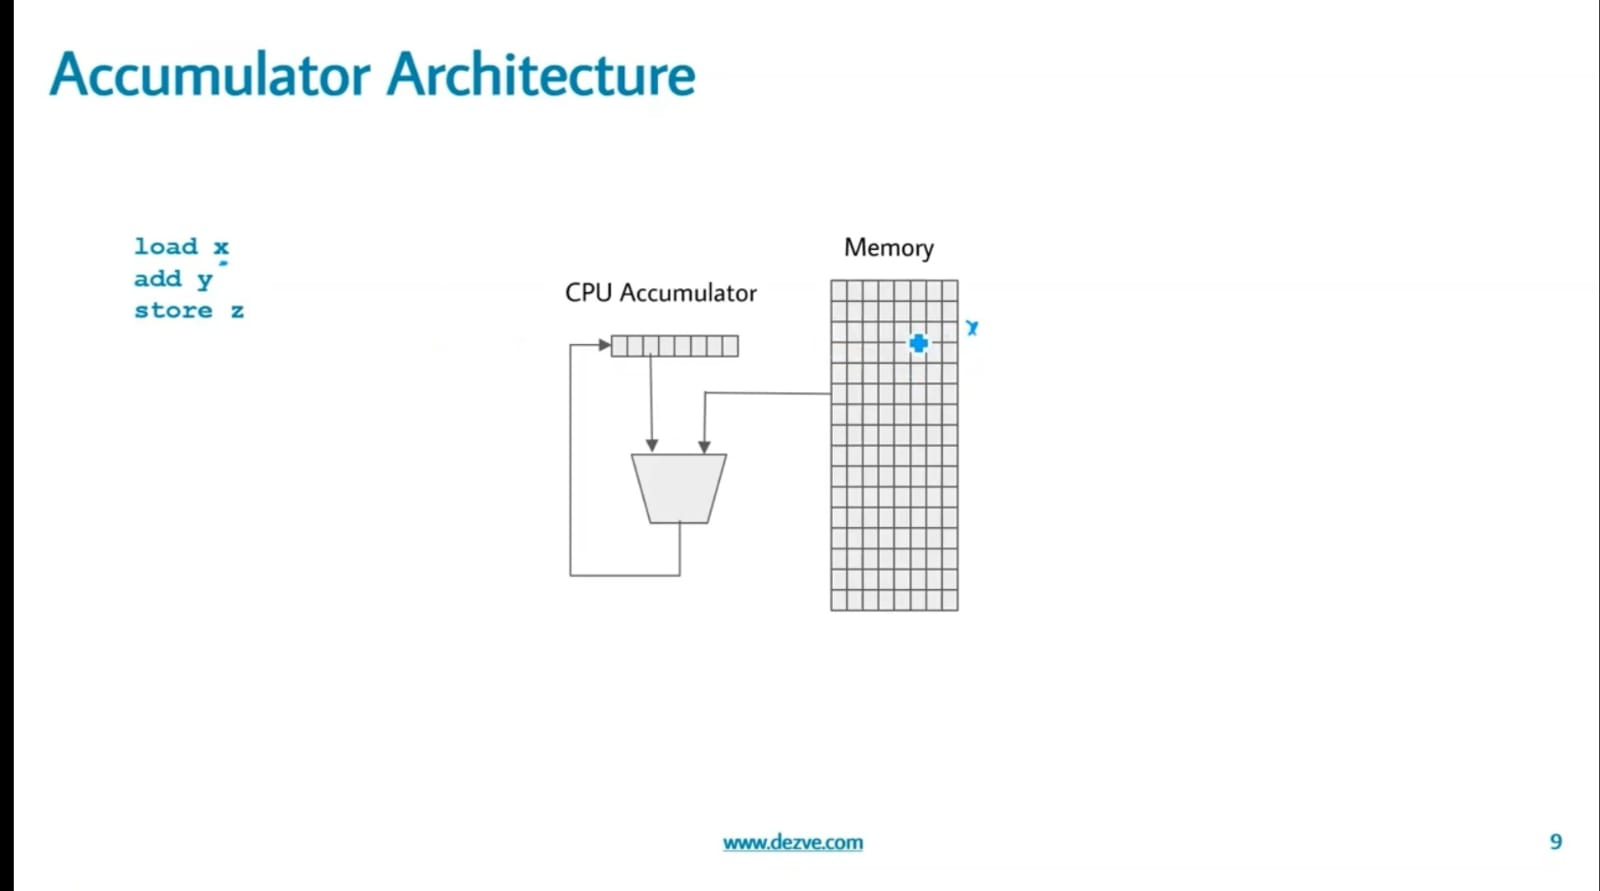 Accumulator Architecture
load x
add y
store z
CPU Accumulator
Memory
x
www.dezve.com
9